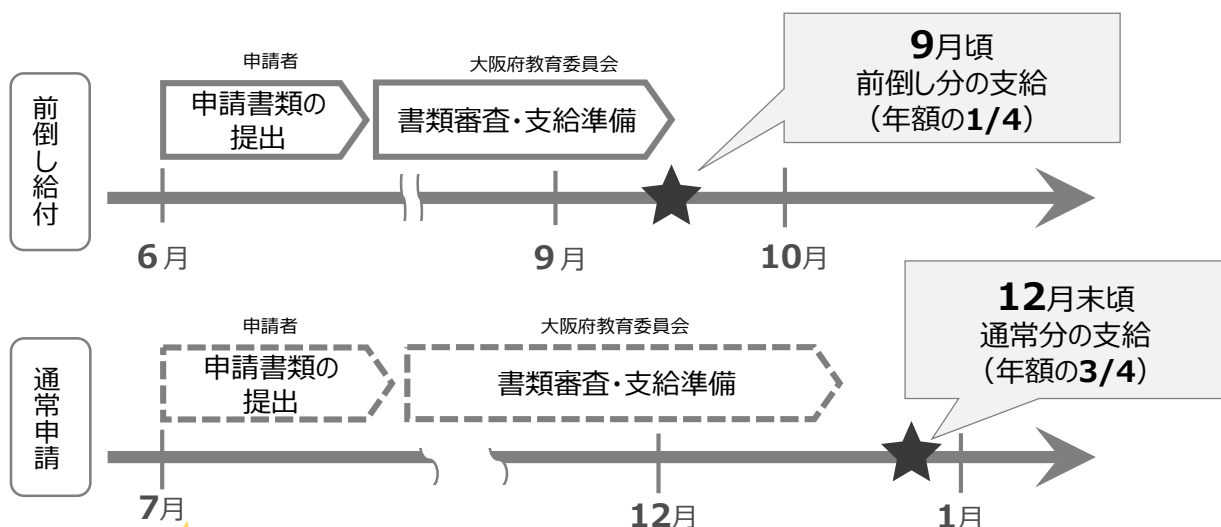 前倒し給付
申請者
申請書類の
提出
大阪府教育委員会
書類審査・支給準備
9月頃
前倒し分の支給
（年額の1/4）
6月
9月
10月
通常申請
申請者
申請書類の
提出
大阪府教育委員会
書類審査・支給準備
12月末頃
通常分の支給
（年額の3/4）
7月
12月
1月